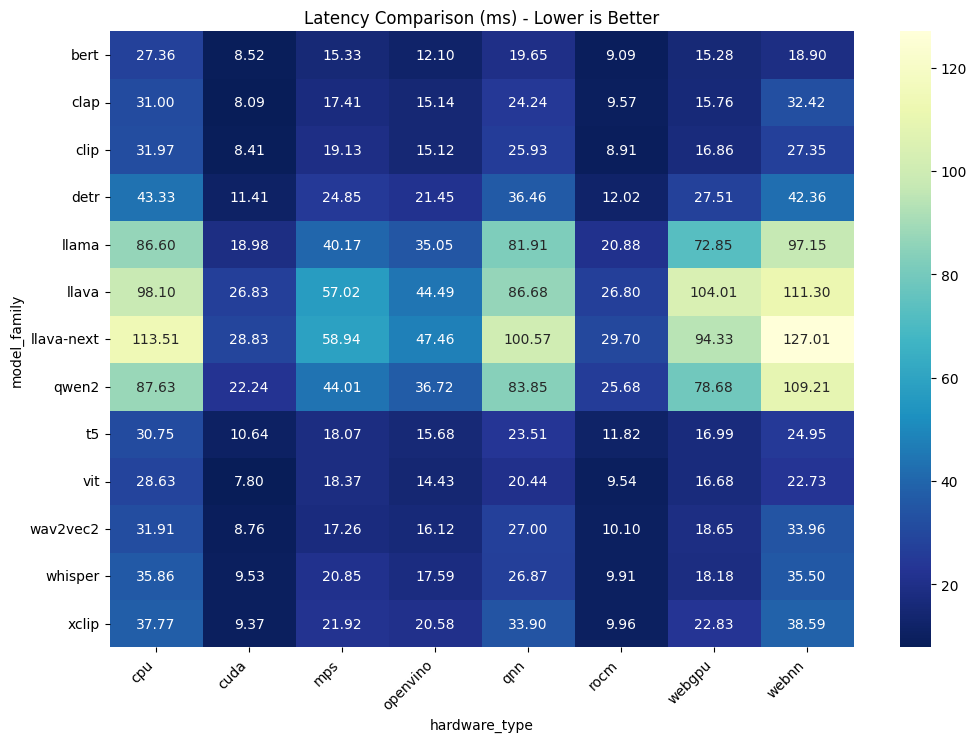 Latency Comparison (ms) - Lower is Better
model_family
bert 27.36 8.52 15.33 12.10 19.65 9.09 15.28 18.90
clap 31.00 8.09 17.41 15.14 24.24 9.57 15.76 32.42
clip 31.97 8.41 19.13 15.12 25.93 8.91 16.86 27.35
detr 43.33 11.41 24.85 21.45 36.46 12.02 27.51 42.36
llama 86.60 18.98 40.17 35.05 81.91 20.88 72.85 97.15
llava 98.10 26.83 57.02 44.49 86.68 26.80 104.01 111.30
llava-next 113.51 28.83 58.94 47.46 100.57 29.70 94.33 127.01
qwen2 87.63 22.24 44.01 36.72 83.85 25.68 78.68 109.21
t5 30.75 10.64 18.07 15.68 23.51 11.82 16.99 24.95
vit 28.63 7.80 18.37 14.43 20.44 9.54 16.68 22.73
wav2vec2 31.91 8.76 17.26 16.12 27.00 10.10 18.65 33.96
whisper 35.86 9.53 20.85 17.59 26.87 9.91 18.18 35.50
xclip 37.77 9.37 21.92 20.58 33.90 9.96 22.83 38.59
cpu cuda mps openvino qnn rocm webgpu webnn
hardware_type
120
100
80
60
40
20